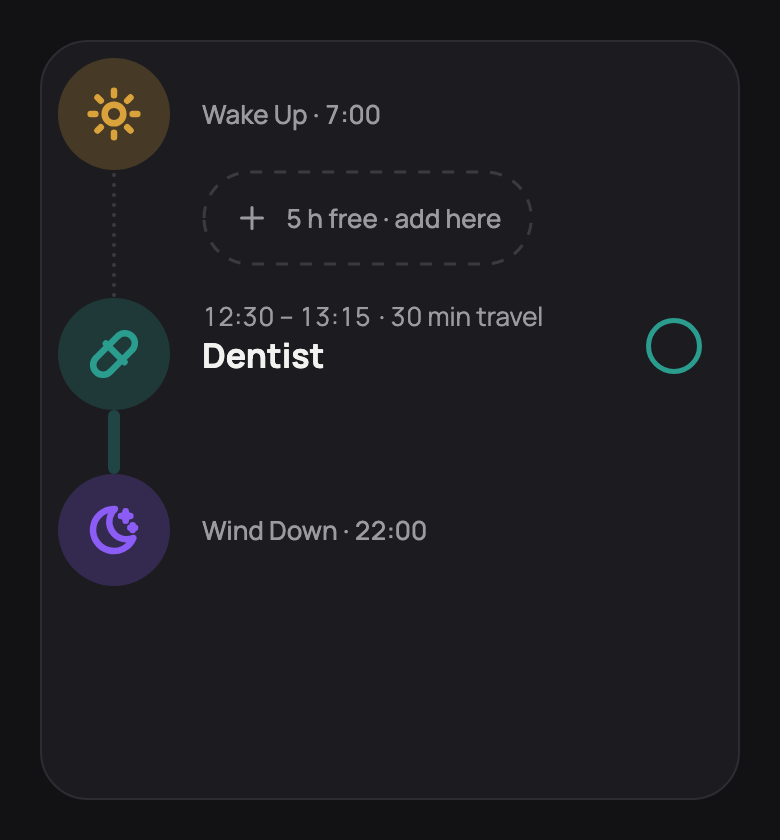 Wake Up · 7:00
5 h free · add here
12:30 – 13:15 · 30 min travel
Dentist
Wind Down · 22:00